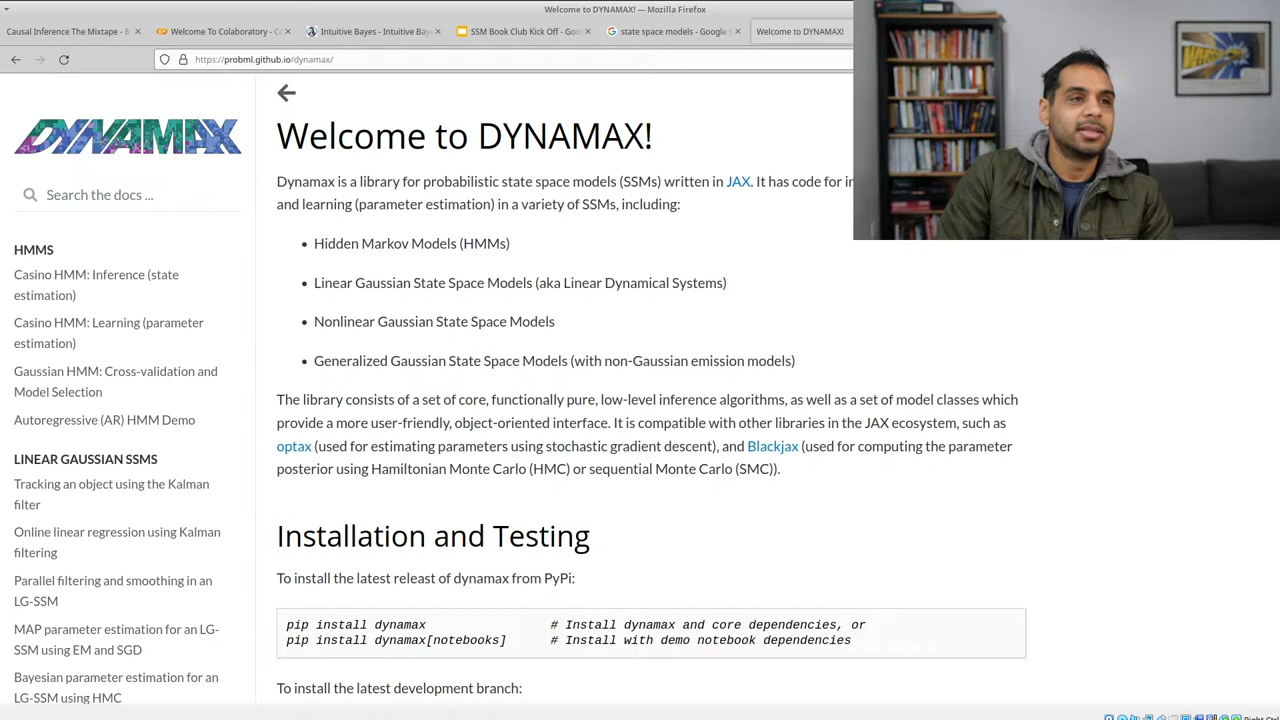 Welcome to DYNAMAX! — Mozilla Firefox
Causal Inference The Mixtape - B
Welcome To Colaboratory - C
Intuitive Bayes - Intuitive Bay
SSM Book Club Kick Off - Goo
state space models - Google S
Welcome to DYNAMAX!
https://probml.github.io/dynamax/
DYNAMAX
Search the docs ...
HMMS
Casino HMM: Inference (state
estimation)
Casino HMM: Learning (parameter
estimation)
Gaussian HMM: Cross-validation and
Model Selection
Autoregressive (AR) HMM Demo
LINEAR GAUSSIAN SSMS
Tracking an object using the Kalman
filter
Online linear regression using Kalman
filtering
Parallel filtering and smoothing in an
LG-SSM
MAP parameter estimation for an LG-
SSM using EM and SGD
Bayesian parameter estimation for an
LG-SSM using HMC
Welcome to DYNAMAX!
Dynamax is a library for probabilistic state space models (SSMs) written in JAX. It has code for in
and learning (parameter estimation) in a variety of SSMs, including:
• Hidden Markov Models (HMMs)
• Linear Gaussian State Space Models (aka Linear Dynamical Systems)
• Nonlinear Gaussian State Space Models
• Generalized Gaussian State Space Models (with non-Gaussian emission models)
The library consists of a set of core, functionally pure, low-level inference algorithms, as well as a set of model classes which
provide a more user-friendly, object-oriented interface. It is compatible with other libraries in the JAX ecosystem, such as
optax (used for estimating parameters using stochastic gradient descent), and Blackjax (used for computing the parameter
posterior using Hamiltonian Monte Carlo (HMC) or sequential Monte Carlo (SMC)).
Installation and Testing
To install the latest releast of dynamax from PyPi:
pip install dynamax # Install dynamax and core dependencies, or
pip install dynamax[notebooks] # Install with demo notebook dependencies
To install the latest development branch:
Right Ctrl